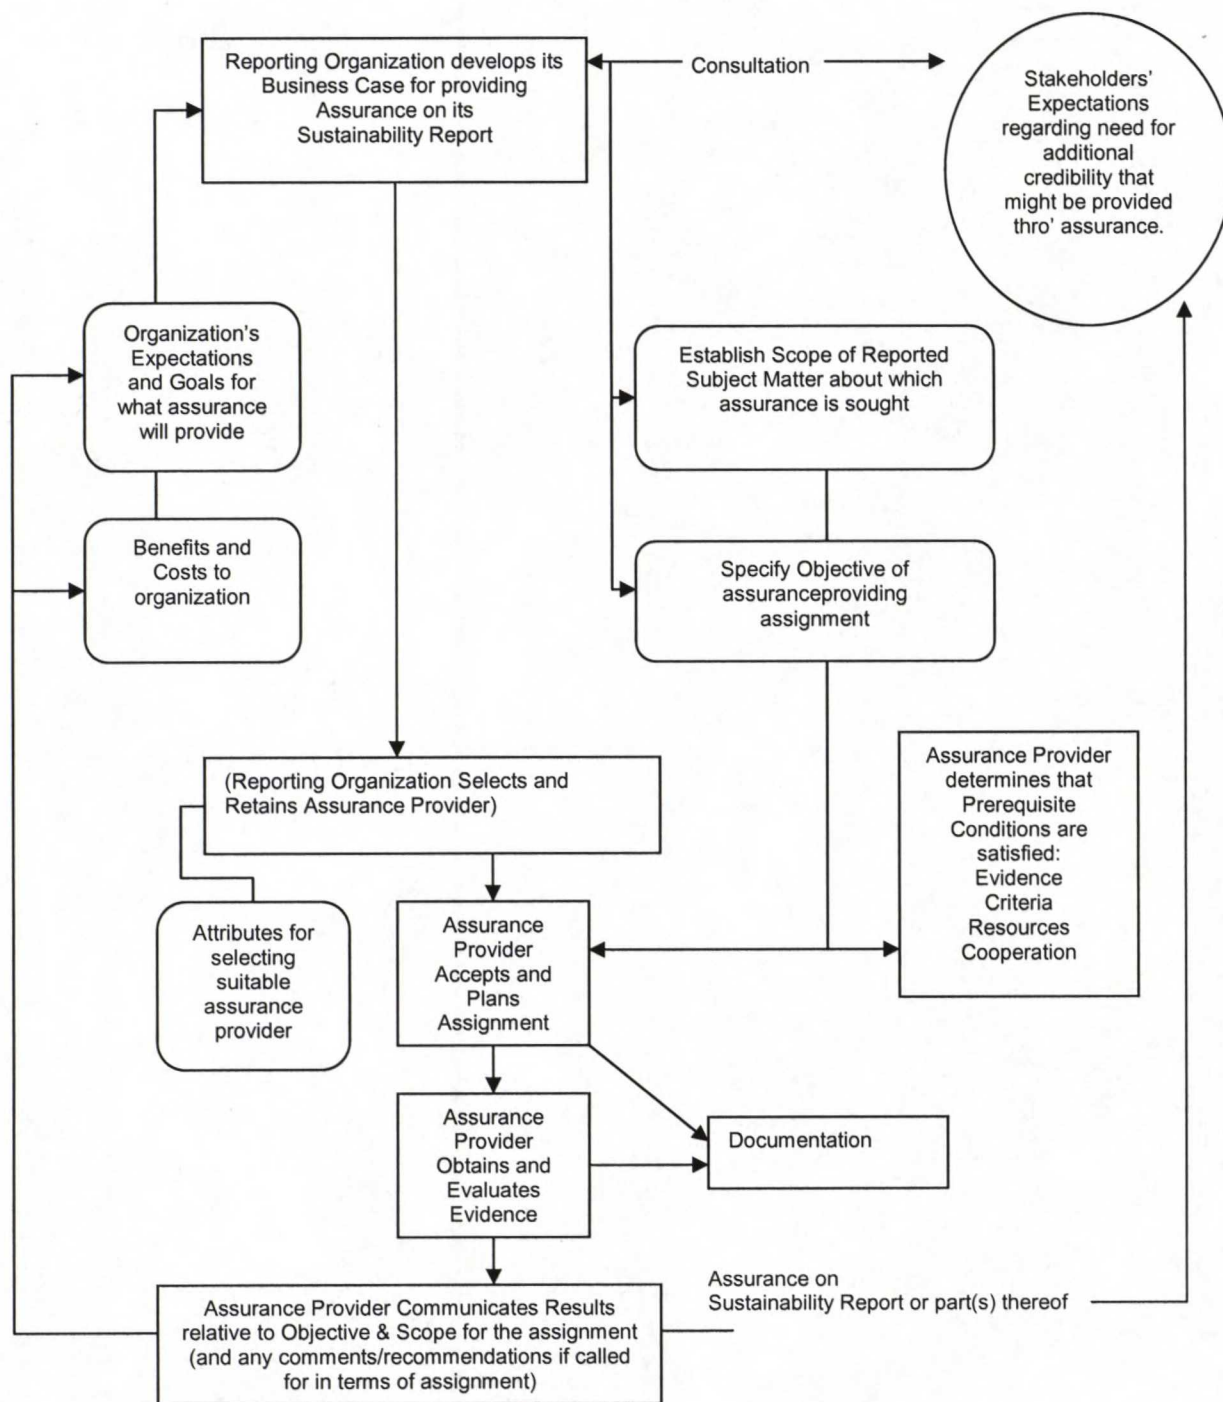 Reporting Organization develops its
Business Case for providing
Assurance on its
Sustainability Report
Consultation
Stakeholders'
Expectations
regarding need for
additional
credibility that
might be provided
thro' assurance.
Organization's
Expectations
and Goals for
what assurance
will provide
Establish Scope of Reported
Subject Matter about which
assurance is sought
Benefits and
Costs to
organization
Specify Objective of
assuranceproviding
assignment
(Reporting Organization Selects and
Retains Assurance Provider)
Assurance Provider
determines that
Prerequisite
Conditions are
satisfied:
Evidence
Criteria
Resources
Cooperation
Attributes for
selecting
suitable
assurance
provider
Assurance
Provider
Accepts and
Plans
Assignment
Assurance
Provider
Obtains and
Evaluates
Evidence
Documentation
Assurance Provider Communicates Results
relative to Objective & Scope for the assignment
(and any comments/recommendations if called
for in terms of assignment)
Assurance on
Sustainability Report or part(s) thereof